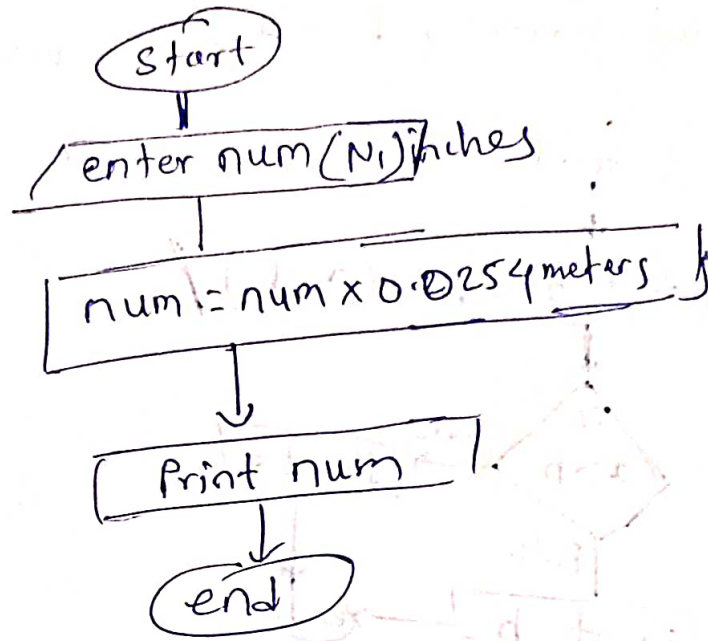 start
enter num (N1) inches
num = num x 0.0254 meters
Print num
end